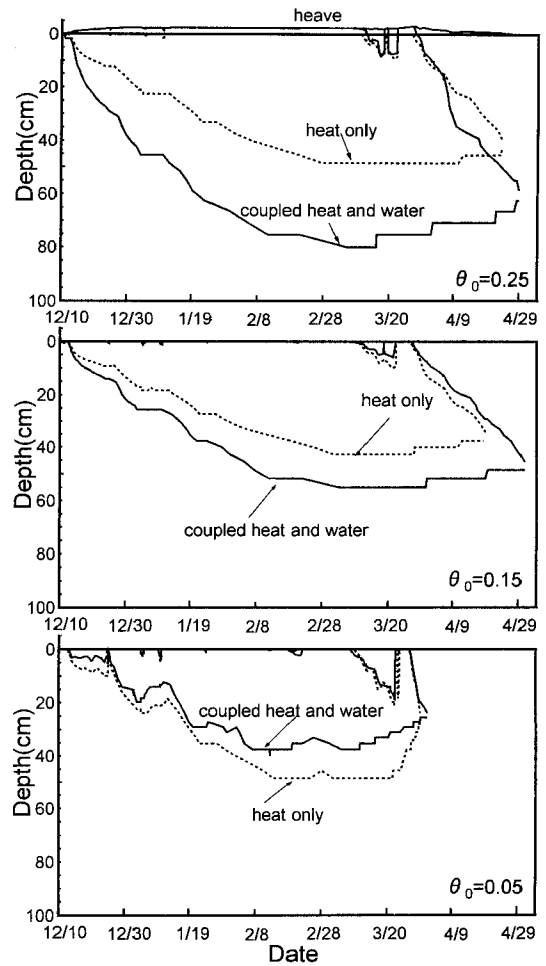 heave
0
20
40
60
80
100
Depth(cm)
heat only
coupled heat and water
θ₀=0.25
12/10 12/30 1/19 2/8 2/28 3/20 4/9 4/29
0
20
40
60
80
100
Depth(cm)
heat only
coupled heat and water
θ₀=0.15
12/10 12/30 1/19 2/8 2/28 3/20 4/9 4/29
0
20
40
60
80
100
Depth(cm)
coupled heat and water
heat only
θ₀=0.05
12/10 12/30 1/19 2/8 2/28 3/20 4/9 4/29
Date